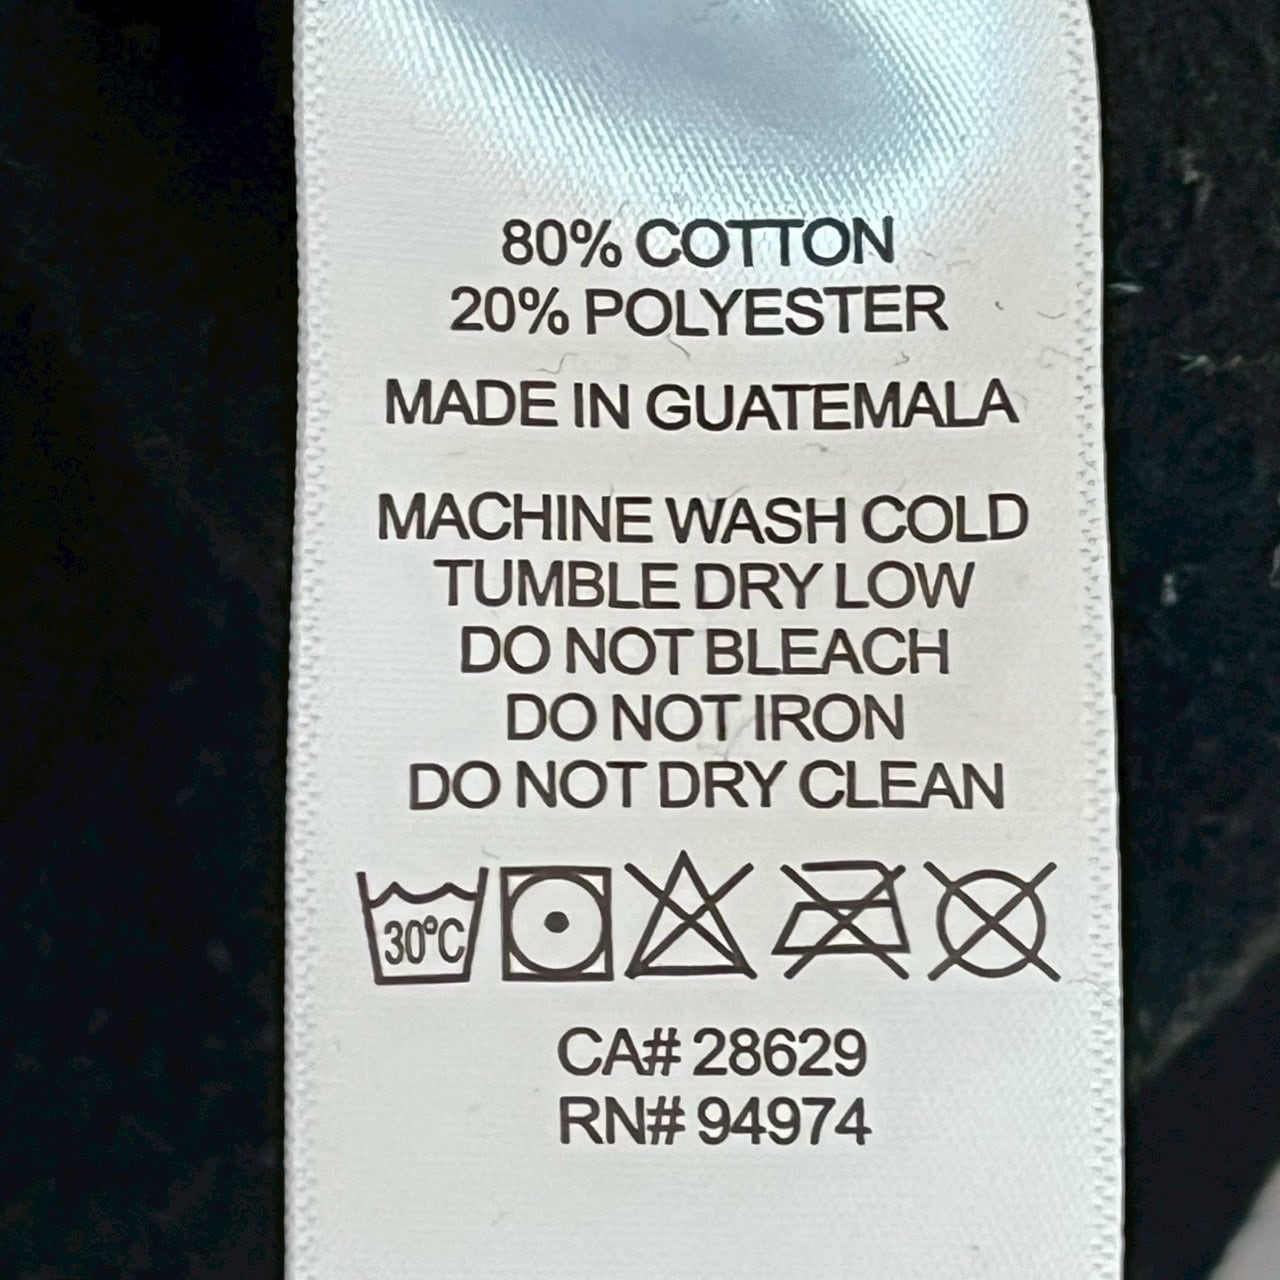 80% COTTON
20% POLYESTER
MADE IN GUATEMALA
MACHINE WASH COLD
TUMBLE DRY LOW
DO NOT BLEACH
DO NOT IRON
DO NOT DRY CLEAN
30°C
CA# 28629
RN# 94974